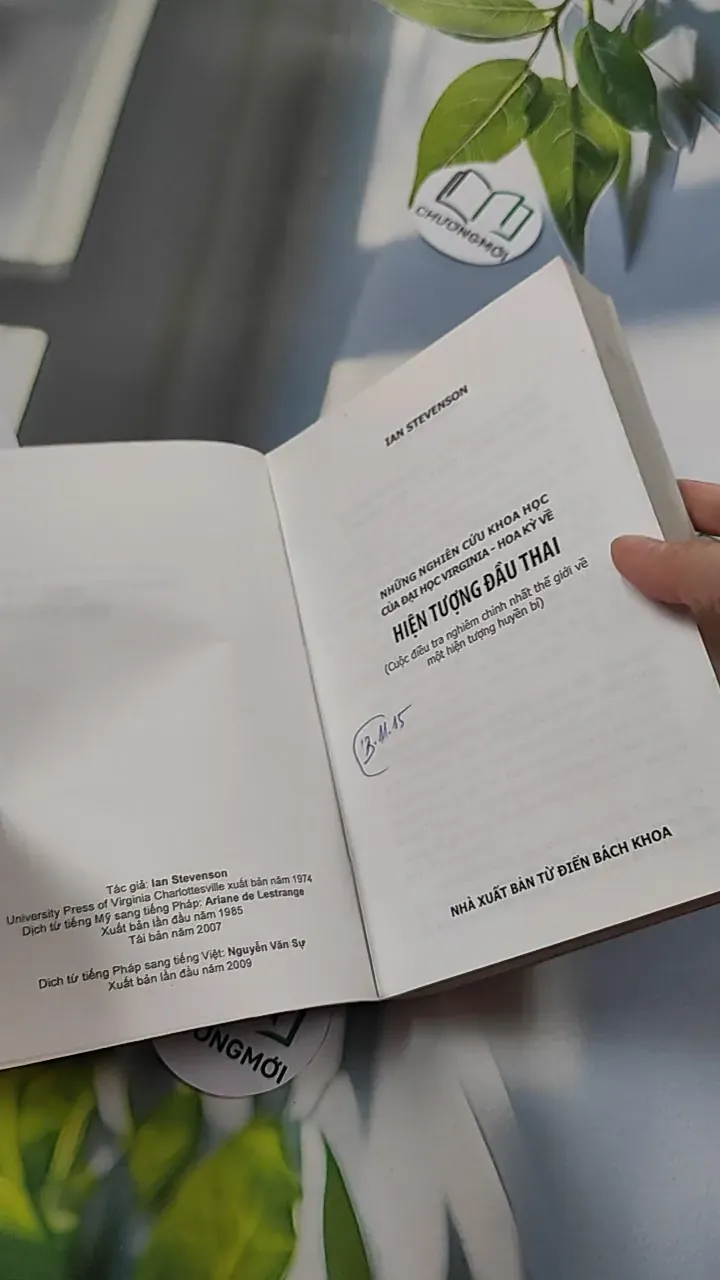 CHƯƠNGMỚI
Tác giả: Ian Stevenson
University Press of Virginia Charlottesville xuất bản năm 1974
Dịch từ tiếng Mỹ sang tiếng Pháp: Ariane de Lestrange
Xuất bản lần đầu năm 1985
Tái bản năm 2007
Dịch từ tiếng Pháp sang tiếng Việt: Nguyễn Văn Sự
Xuất bản lần đầu năm 2009
IAN STEVENSON
NHỮNG NGHIÊN CỨU KHOA HỌC
CỦA ĐẠI HỌC VIRGINIA - HOA KỲ VỀ
HIỆN TƯỢNG ĐẦU THAI
(Cuộc điều tra nghiêm chỉnh nhất thế giới về
một hiện tượng huyền bí)
13.11.15
NHÀ XUẤT BẢN TỪ ĐIỂN BÁCH KHOA
ƯƠNGMỚI